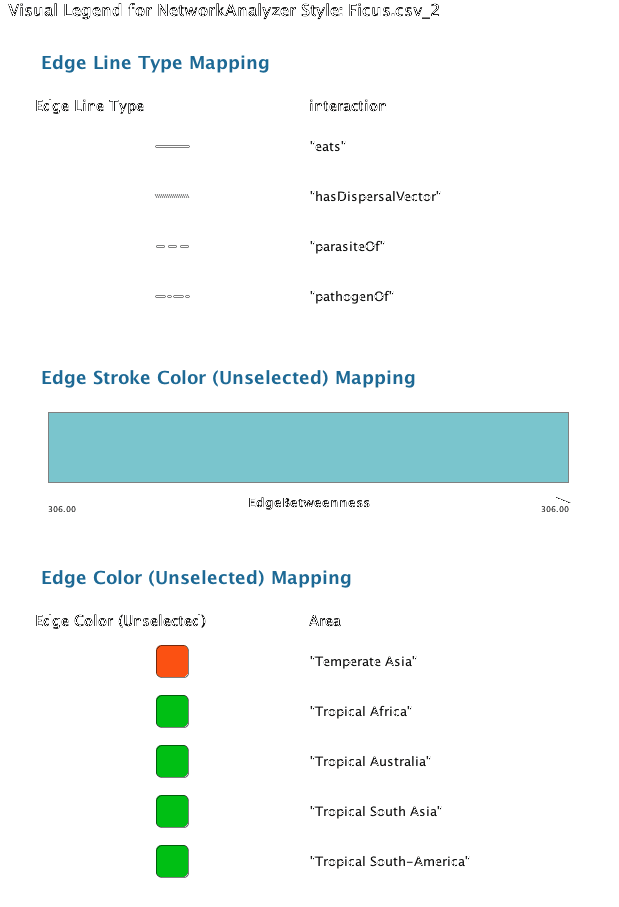 Visual Legend for NetworkAnalyzer Style: Ficus.csv_2
Edge Line Type Mapping
Edge Line Type interaction
"eats"
"hasDispersalVector"
"parasiteOf"
"pathogenOf"
Edge Stroke Color (Unselected) Mapping
306.00 EdgeBetweenness 306.00
Edge Color (Unselected) Mapping
Edge Color (Unselected) Area
"Temperate Asia"
"Tropical Africa"
"Tropical Australia"
"Tropical South Asia"
"Tropical South-America"